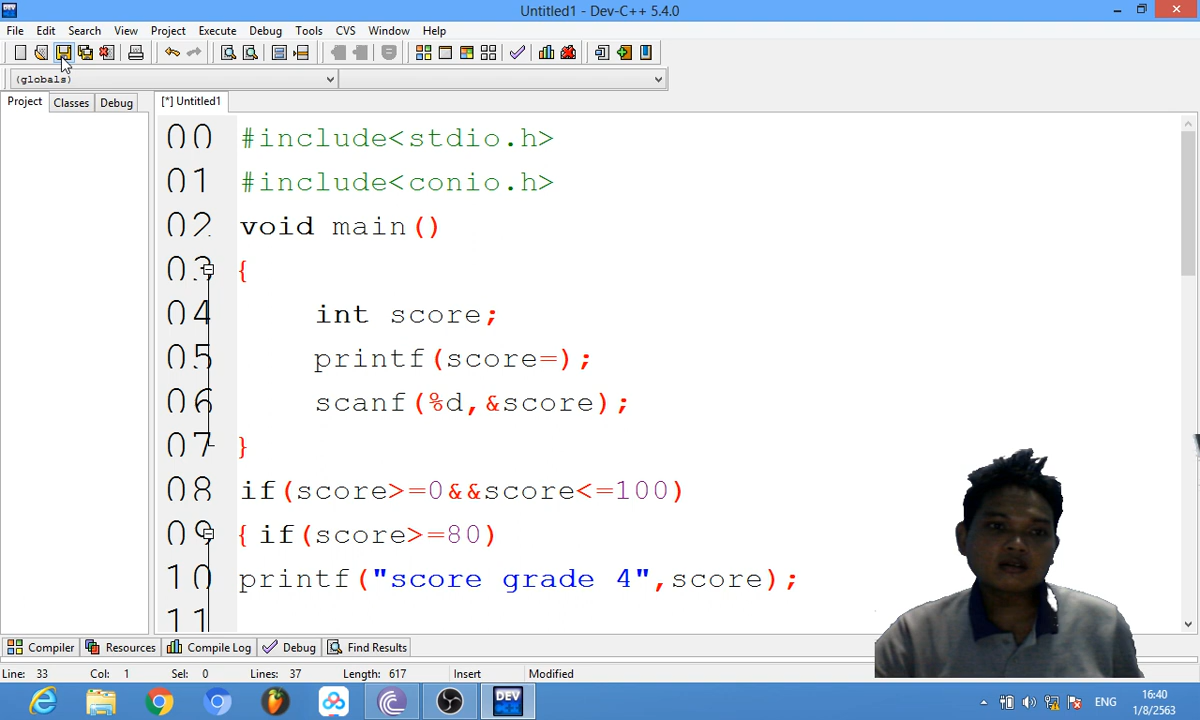 Untitled1 - Dev-C++ 5.4.0
File Edit Search View Project Execute Debug Tools CVS Window Help
(globals)
Project Classes Debug [*] Untitled1
00 #include<stdio.h>
01 #include<conio.h>
02 void main()
03 {
04 int score;
05 printf(score=);
06 scanf(%d,&score);
07 }
08 if(score>=0&&score<=100)
09 { if(score>=80)
10 printf("score grade 4",score);
11
Compiler Resources Compile Log Debug Find Results
Line: 33 Col: 1 Sel: 0 Lines: 37 Length: 617 Insert Modified
DEV
C++
ENG
16:40
1/8/2563